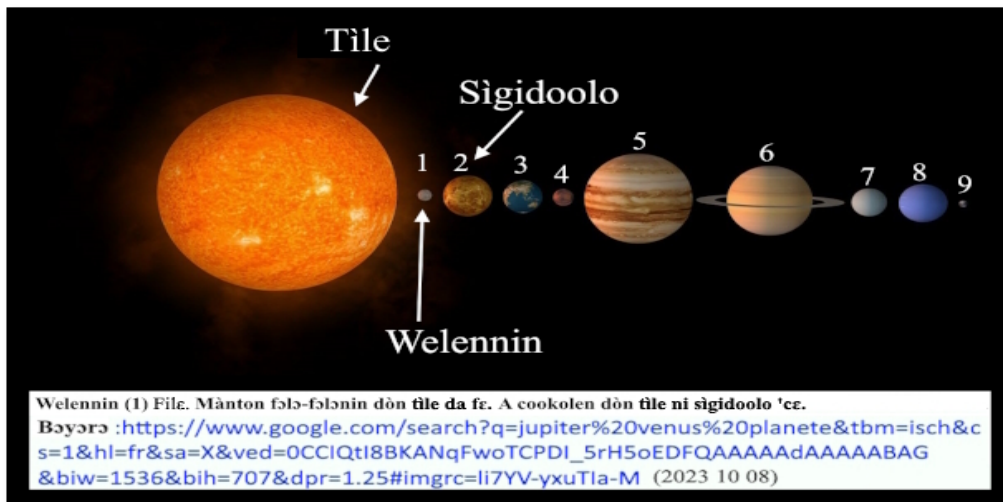 Tìle
Sìgidoolo
1 2 3 4 5 6 7 8 9
Welennin
Welennin (1) Filɛ. Mànton fɔlɔ-fɔlɔnin dòn tìle da fɛ. A cookolen dòn tìle ni sìgidoolo 'cɛ.
Bɔyɔrɔ :https://www.google.com/search?q=jupiter%20venus%20planete&tbm=isch&c
s=1&hl=fr&sa=X&ved=0CCIQtI8BKANqFwoTCPDI_5rH5oEDFQAAAAAdAAAAABAG
&biw=1536&bih=707&dpr=1.25#imgrc=li7YV-yxuTIa-M (2023 10 08)